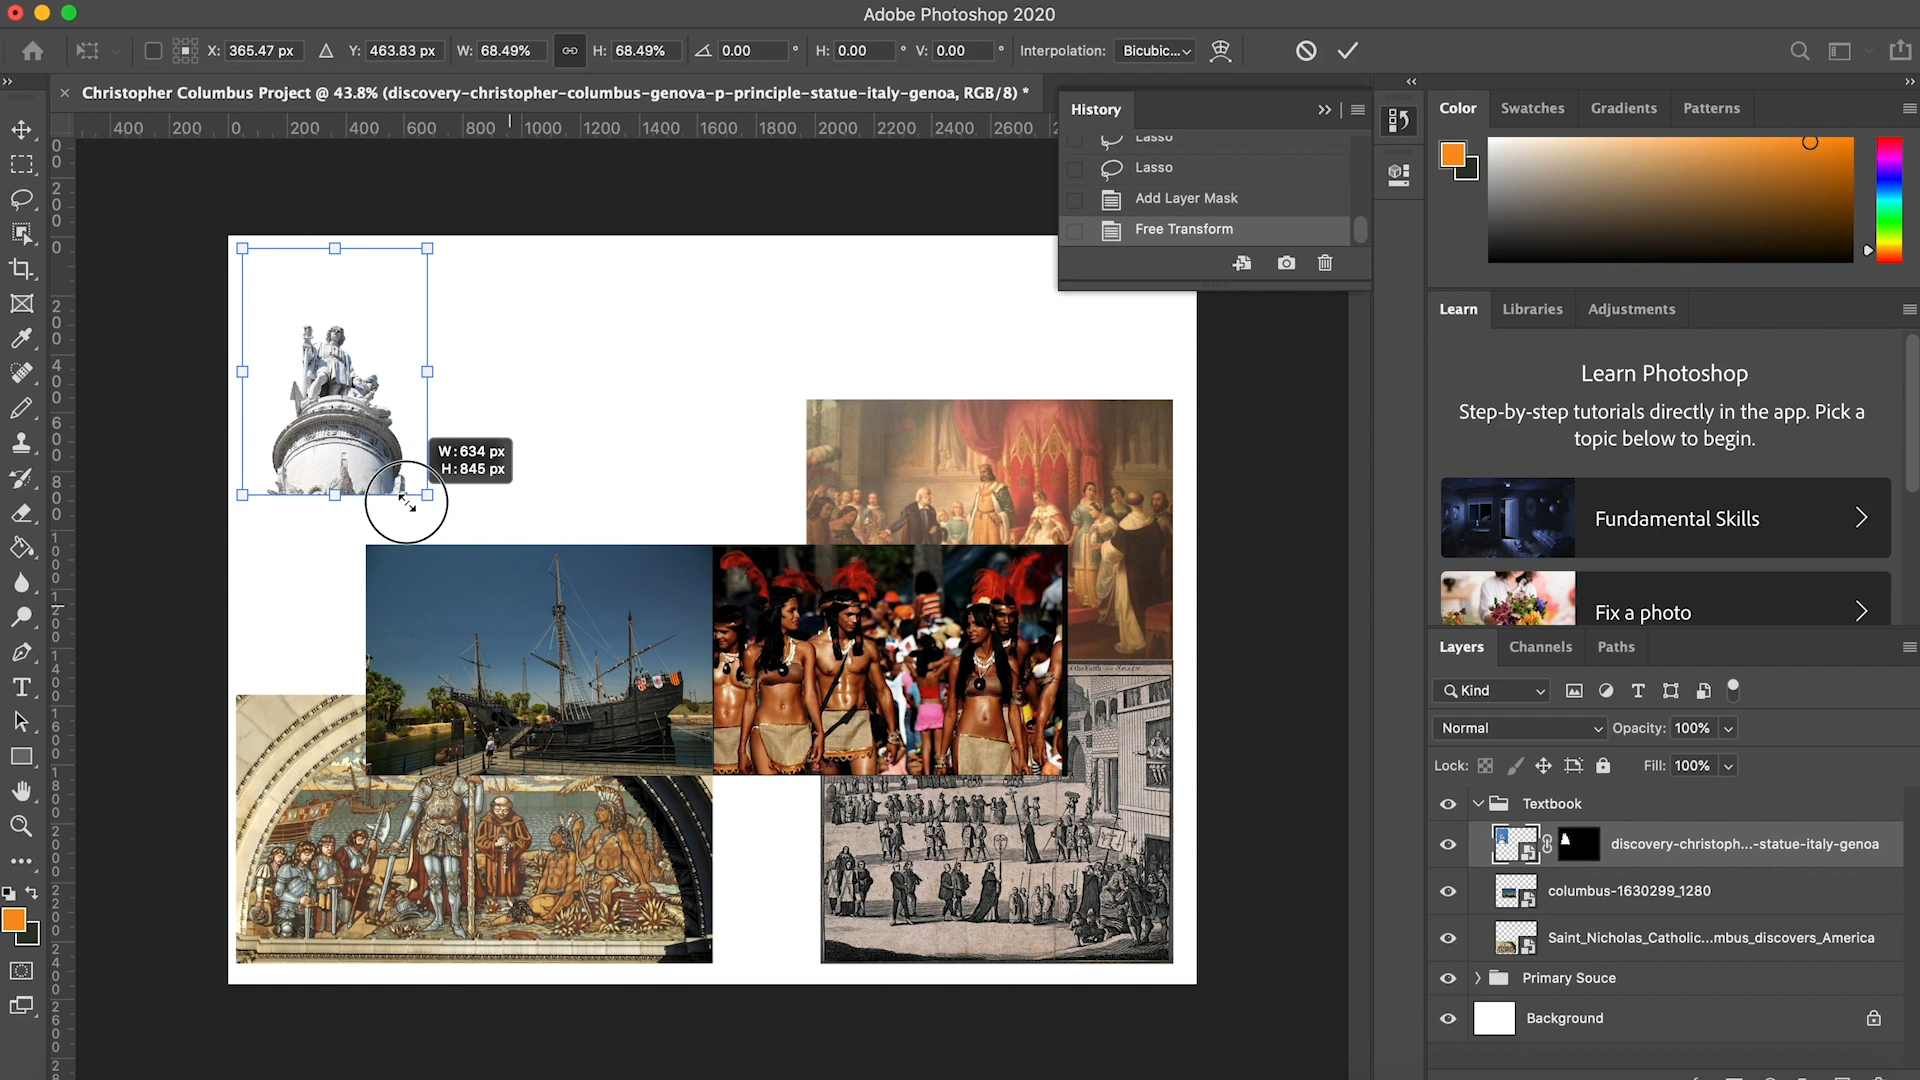 Adobe Photoshop 2020
X: 365.47 px Y: 463.83 px W: 68.49% H: 68.49% 0.00 ° H: 0.00 ° V: 0.00 ° Interpolation: Bicubic...
Christopher Columbus Project @ 43.8% (discovery-christopher-columbus-genova-p-principle-statue-italy-genoa, RGB/8) *
400 200 0 200 400 600 800 1000 1200 1400 1600 1800 2000 2200 2400 2600
History
Lasso
Lasso
Add Layer Mask
Free Transform
W: 634 px
H: 845 px
Color Swatches Gradients Patterns
Learn Libraries Adjustments
Learn Photoshop
Step-by-step tutorials directly in the app. Pick a
topic below to begin.
Fundamental Skills
Fix a photo
Layers Channels Paths
Kind
Normal Opacity: 100%
Lock: Fill: 100%
Textbook
discovery-christoph...-statue-italy-genoa
columbus-1630299_1280
Saint_Nicholas_Catholic...mbus_discovers_America
Primary Souce
Background